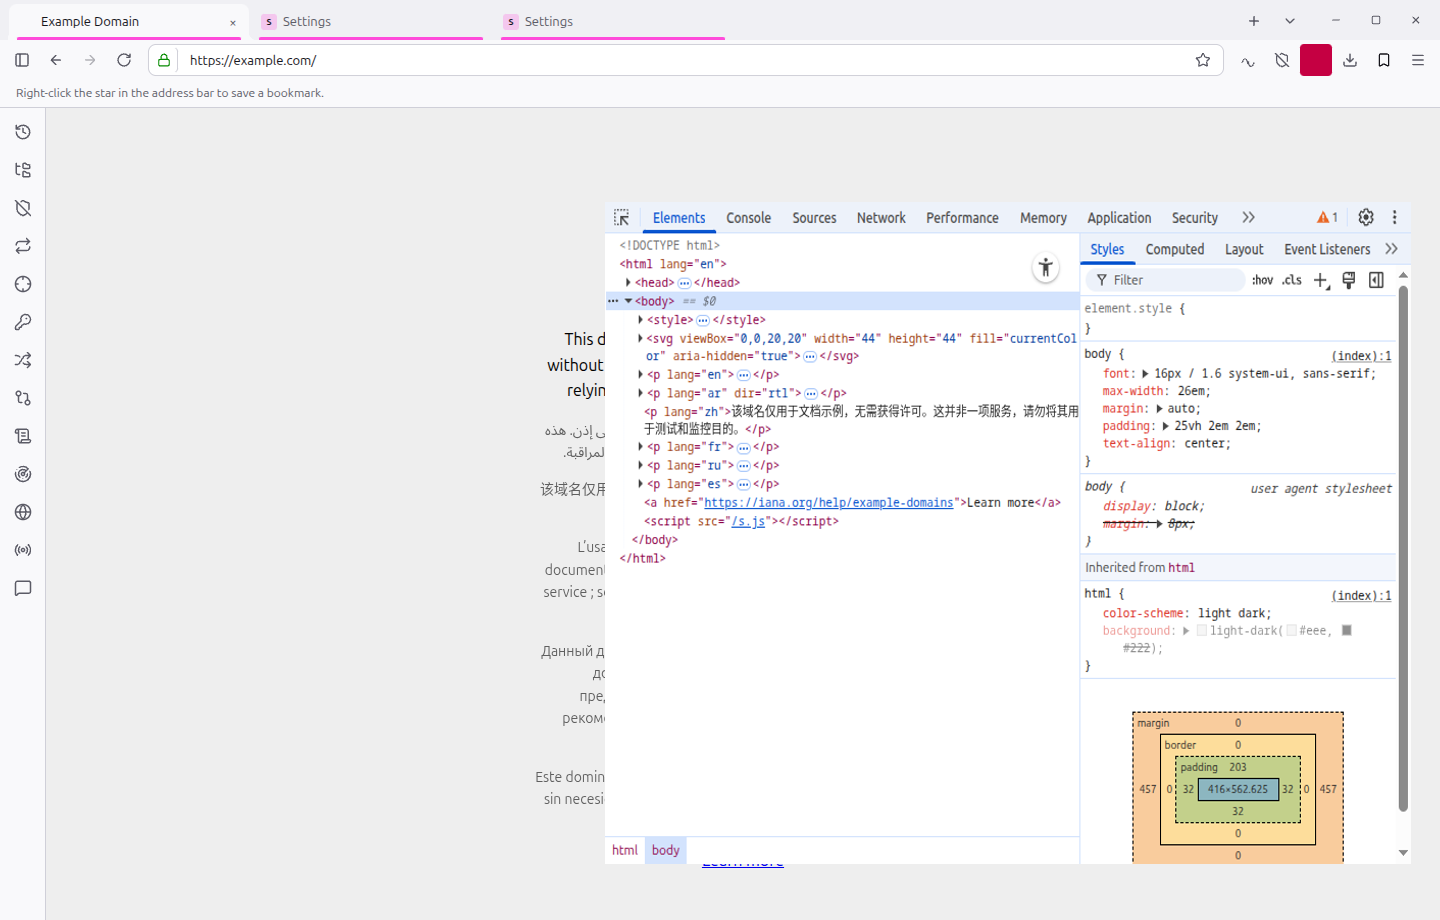 Example Domain
S Settings
S Settings
https://example.com/
Right-click the star in the address bar to save a bookmark.
This d
without
relyin
ى إذن. هذه
لمراقبة.
该域名仅用
L'usa
document
service ; se
Данный д
до
пред
рекоме
Este domin
sin necesi
Learn more
Elements Console Sources Network Performance Memory Application Security 1
<!DOCTYPE html>
<html lang="en">
<head>…</head>
<body> == $0
<style>…</style>
<svg viewBox="0,0,20,20" width="44" height="44" fill="currentCol
or" aria-hidden="true">…</svg>
<p lang="en">…</p>
<p lang="ar" dir="rtl">…</p>
<p lang="zh">该域名仅用于文档示例，无需获得许可。这并非一项服务，请勿将其用
于测试和监控目的。</p>
<p lang="fr">…</p>
<p lang="ru">…</p>
<p lang="es">…</p>
<a href="https://iana.org/help/example-domains">Learn more</a>
<script src="/s.js"></script>
</body>
</html>
html body
Styles Computed Layout Event Listeners
Filter :hov .cls
element.style {
}
body { (index):1
font: 16px / 1.6 system-ui, sans-serif;
max-width: 26em;
margin: auto;
padding: 25vh 2em 2em;
text-align: center;
}
body { user agent stylesheet
display: block;
margin: 8px;
}
Inherited from html
html { (index):1
color-scheme: light dark;
background: light-dark( #eee,
#222);
}
margin 0
border 0
padding 203
457 0 32 416×562.625 32 0 457
32
0
0